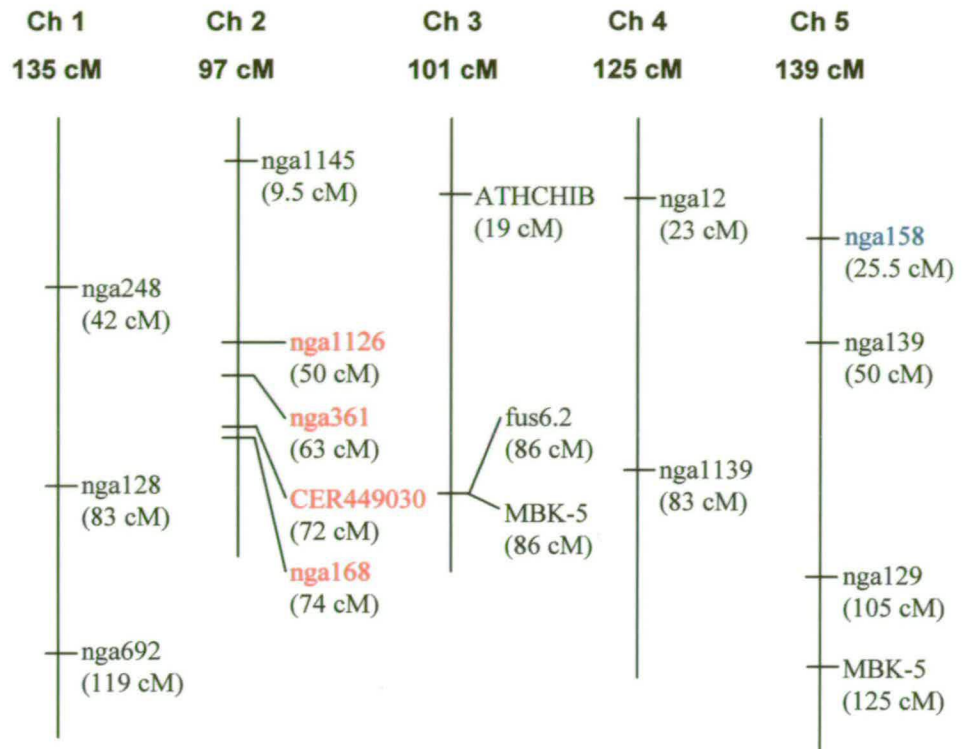 Ch 1
135 cM
nga248
(42 cM)
nga128
(83 cM)
nga692
(119 cM)
Ch 2
97 cM
nga1145
(9.5 cM)
nga1126
(50 cM)
nga361
(63 cM)
CER449030
(72 cM)
nga168
(74 cM)
Ch 3
101 cM
ATHCHIB
(19 cM)
fus6.2
(86 cM)
MBK-5
(86 cM)
Ch 4
125 cM
nga12
(23 cM)
nga1139
(83 cM)
Ch 5
139 cM
nga158
(25.5 cM)
nga139
(50 cM)
nga129
(105 cM)
MBK-5
(125 cM)